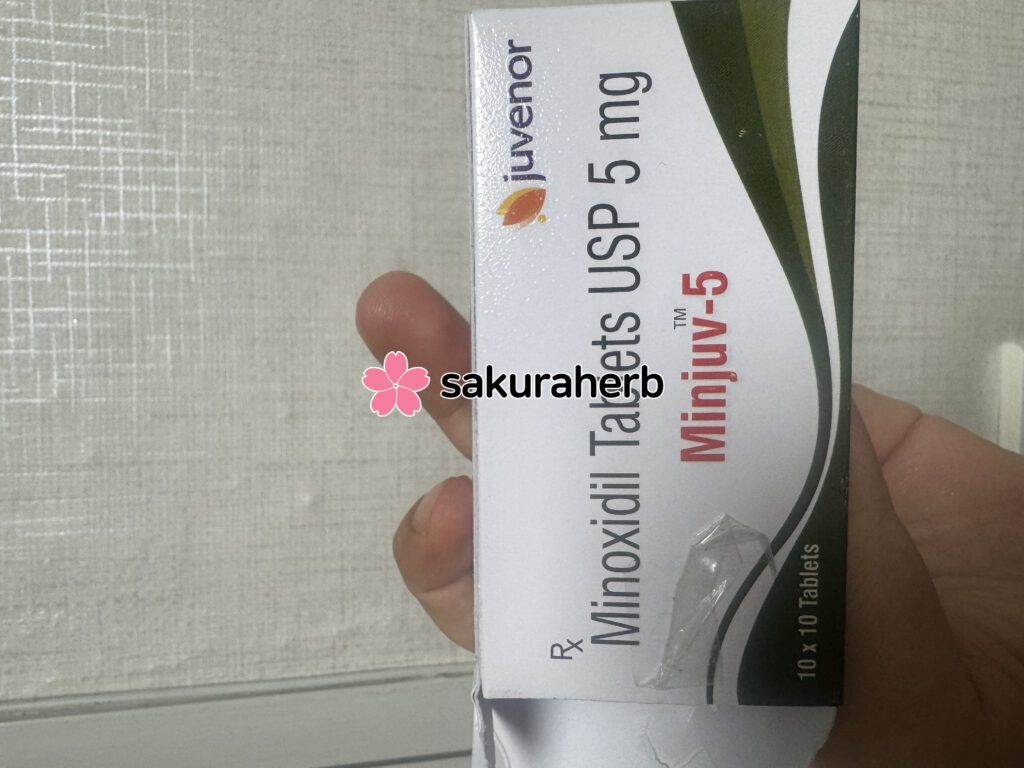 juvenor
Rx
Minoxidil Tablets USP 5 mg
Minjuv-5™
10 x 10 Tablets
sakuraherb